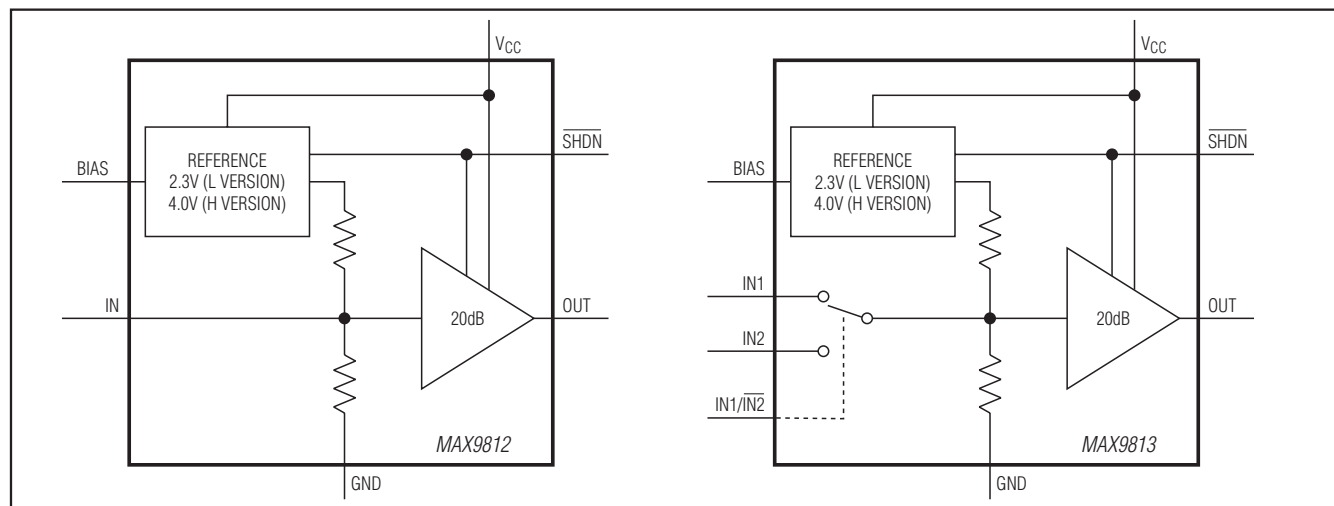 VCC
SHDN
REFERENCE
2.3V (L VERSION)
4.0V (H VERSION)
BIAS
IN
20dB
OUT
MAX9812
GND
VCC
SHDN
REFERENCE
2.3V (L VERSION)
4.0V (H VERSION)
BIAS
IN1
20dB
OUT
IN2
IN1/IN2
MAX9813
GND